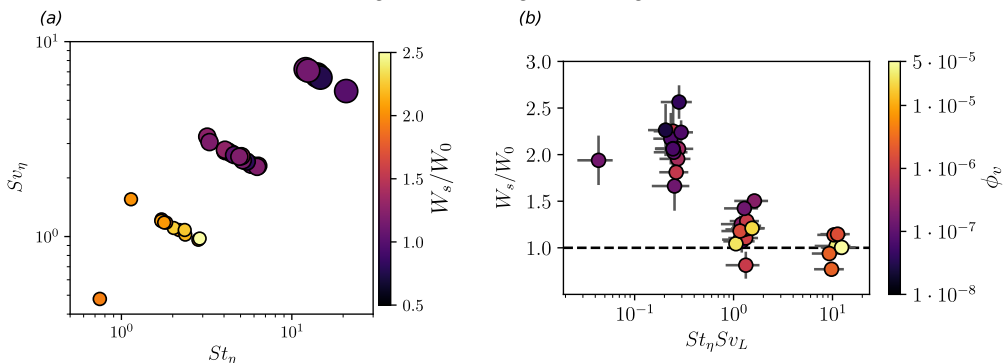 (a)
(b)
10^1
10^0
Sv_η
10^0
10^1
St_η
2.5
2.0
1.5
1.0
0.5
W_s/W_0
3.0
2.5
2.0
1.5
1.0
W_s/W_0
10^{-1}
10^0
10^1
St_ηSv_L
5 · 10^{-5}
1 · 10^{-5}
1 · 10^{-6}
1 · 10^{-7}
1 · 10^{-8}
ϕ_v